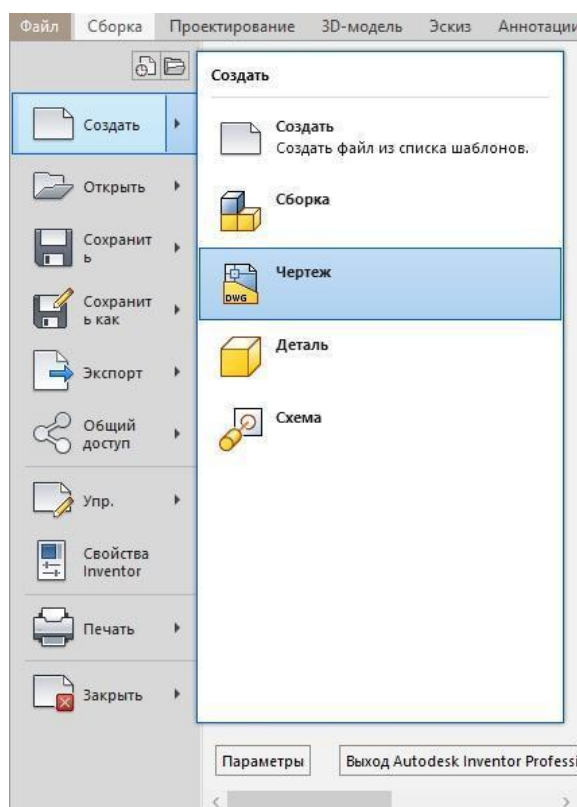 Файл Сборка Проектирование 3D-модель Эскиз Аннотации
Создать
Создать
Создать
Создать файл из списка шаблонов.
Открыть
Сборка
Сохранит
ь
Чертеж
DWG
Сохранит
ь как
Деталь
Экспорт
Общий
доступ
Схема
Упр.
Свойства
Inventor
Печать
Закрыть
Параметры
Выход Autodesk Inventor Professi